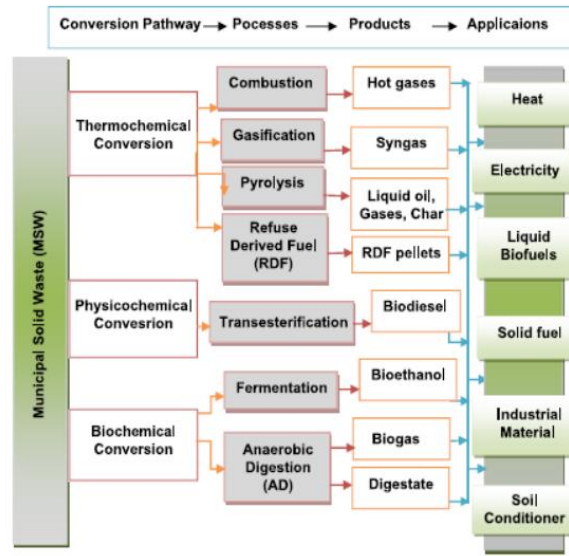 Conversion Pathway
Pocesses
Products
Applicaions
Municipal Solid Waste (MSW)
Thermochemical
Conversion
Combustion
Hot gases
Gasification
Syngas
Pyrolysis
Liquid oil,
Gases, Char
Refuse
Derived Fuel
(RDF)
RDF pellets
Physicochemical
Convesrion
Transesterification
Biodiesel
Biochemical
Conversion
Fermentation
Bioethanol
Anaerobic
Digestion
(AD)
Biogas
Digestate
Heat
Electricity
Liquid
Biofuels
Solid fuel
Industrial
Material
Soil
Conditioner